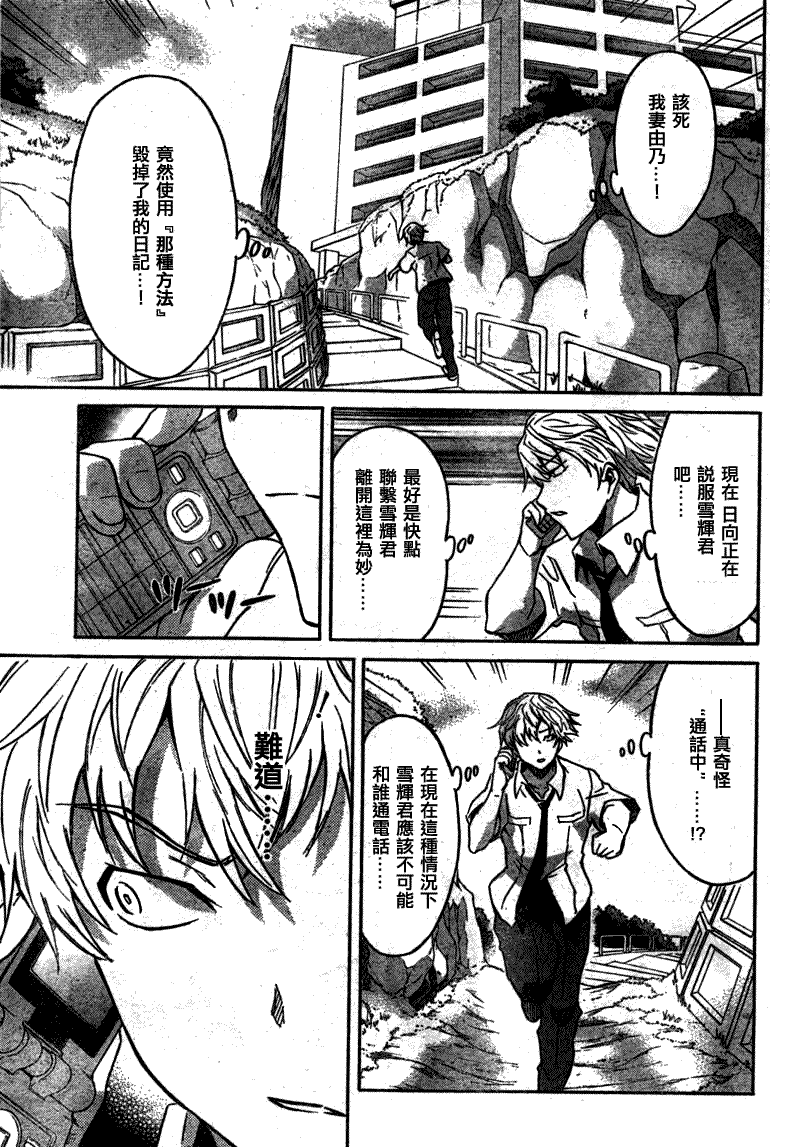 該死
我妻由乃…!
竟然使用『那種方法』
毀掉了我的日記…!
現在日向正在
説服雪輝君
吧……
最好是快點
聯繫雪輝君
離開這裡為妙
……
——真奇怪
"通話中"……!?
在現在這種情況下
雪輝君應該不可能
和誰通電話
……
難道……